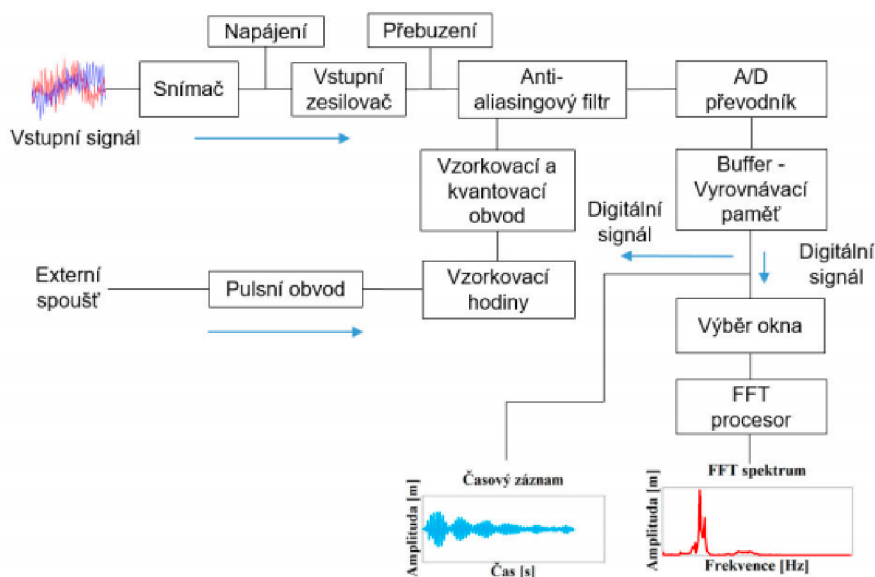 Napájení
Přebuzení
Snímač
Vstupní
zesilovač
Anti-
aliasingový filtr
A/D
převodník
Vstupní signál
Vzorkovací a
kvantovací
obvod
Buffer -
Vyrovnávací
paměť
Digitální
signál
Digitální
signál
Externí
spoušť
Pulsní obvod
Vzorkovací
hodiny
Výběr okna
FFT
procesor
Časový záznam
Amplituda [m]
Čas [s]
FFT spektrum
Amplituda [m]
Frekvence [Hz]